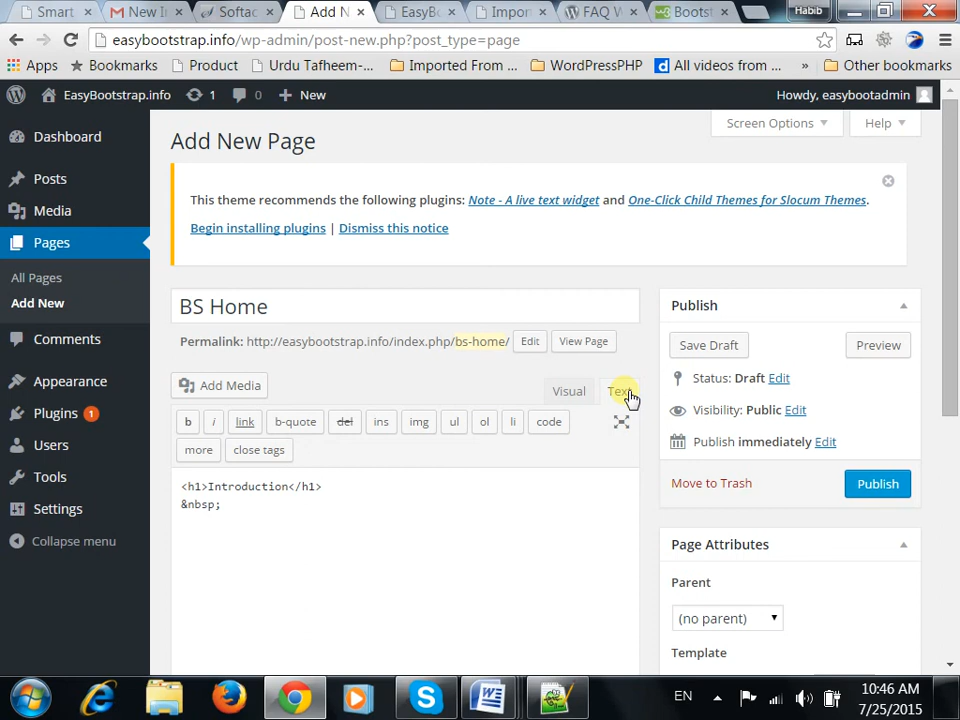 Smart
New I
Softac
Add N
EasyBo
Impor
FAQ W
Bootst
Habib
easybootstrap.info/wp-admin/post-new.php?post_type=page
Apps
Bookmarks
Product
Urdu Tafheem-...
Imported From ...
WordPressPHP
All videos from ...
»
Other bookmarks
EasyBootstrap.info
1
0
New
Howdy, easybootadmin
Dashboard
Posts
Media
Pages
All Pages
Add New
Comments
Appearance
Plugins 1
Users
Tools
Settings
Collapse menu
Screen Options
Help
Add New Page
This theme recommends the following plugins: Note - A live text widget and One-Click Child Themes for Slocum Themes.
Begin installing plugins | Dismiss this notice
BS Home
Permalink: http://easybootstrap.info/index.php/bs-home/ Edit View Page
Add Media
Visual
Text
b
i
link
b-quote
del
ins
img
ul
ol
li
code
more
close tags
<h1>Introduction</h1>
&nbsp;
Publish
Save Draft
Preview
Status: Draft Edit
Visibility: Public Edit
Publish immediately Edit
Move to Trash
Publish
Page Attributes
Parent
(no parent)
Template
EN
10:46 AM
7/25/2015